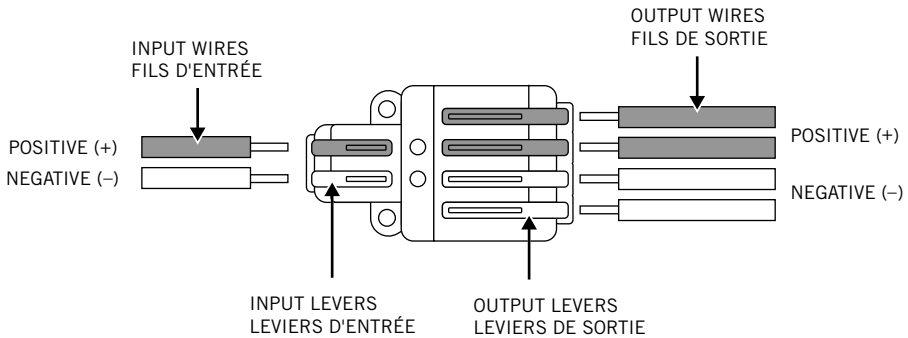 OUTPUT WIRES
FILS DE SORTIE
INPUT WIRES
FILS D'ENTRÉE
POSITIVE (+)
NEGATIVE (–)
POSITIVE (+)
NEGATIVE (–)
INPUT LEVERS
LEVIERS D'ENTRÉE
OUTPUT LEVERS
LEVIERS DE SORTIE